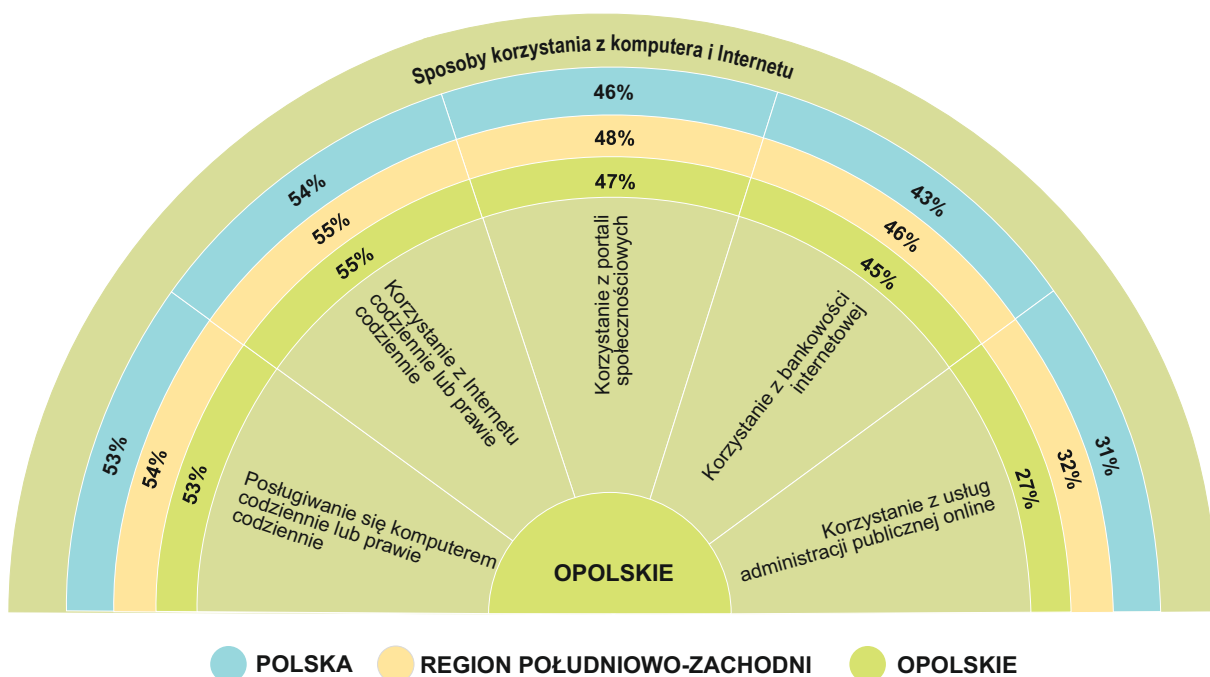 Sposoby korzystania z komputera i Internetu
46%
48%
47%
54%
55%
55%
43%
46%
45%
53%
54%
53%
31%
32%
27%
Posługiwanie się komputerem
codziennie lub prawie
codziennie
Korzystanie z Internetu
codziennie lub prawie
codziennie
Korzystanie z portali
społecznościowych
Korzystanie z bankowości
internetowej
Korzystanie z usług
administracji publicznej online
OPOLSKIE
POLSKA
REGION POŁUDNIOWO-ZACHODNI
OPOLSKIE